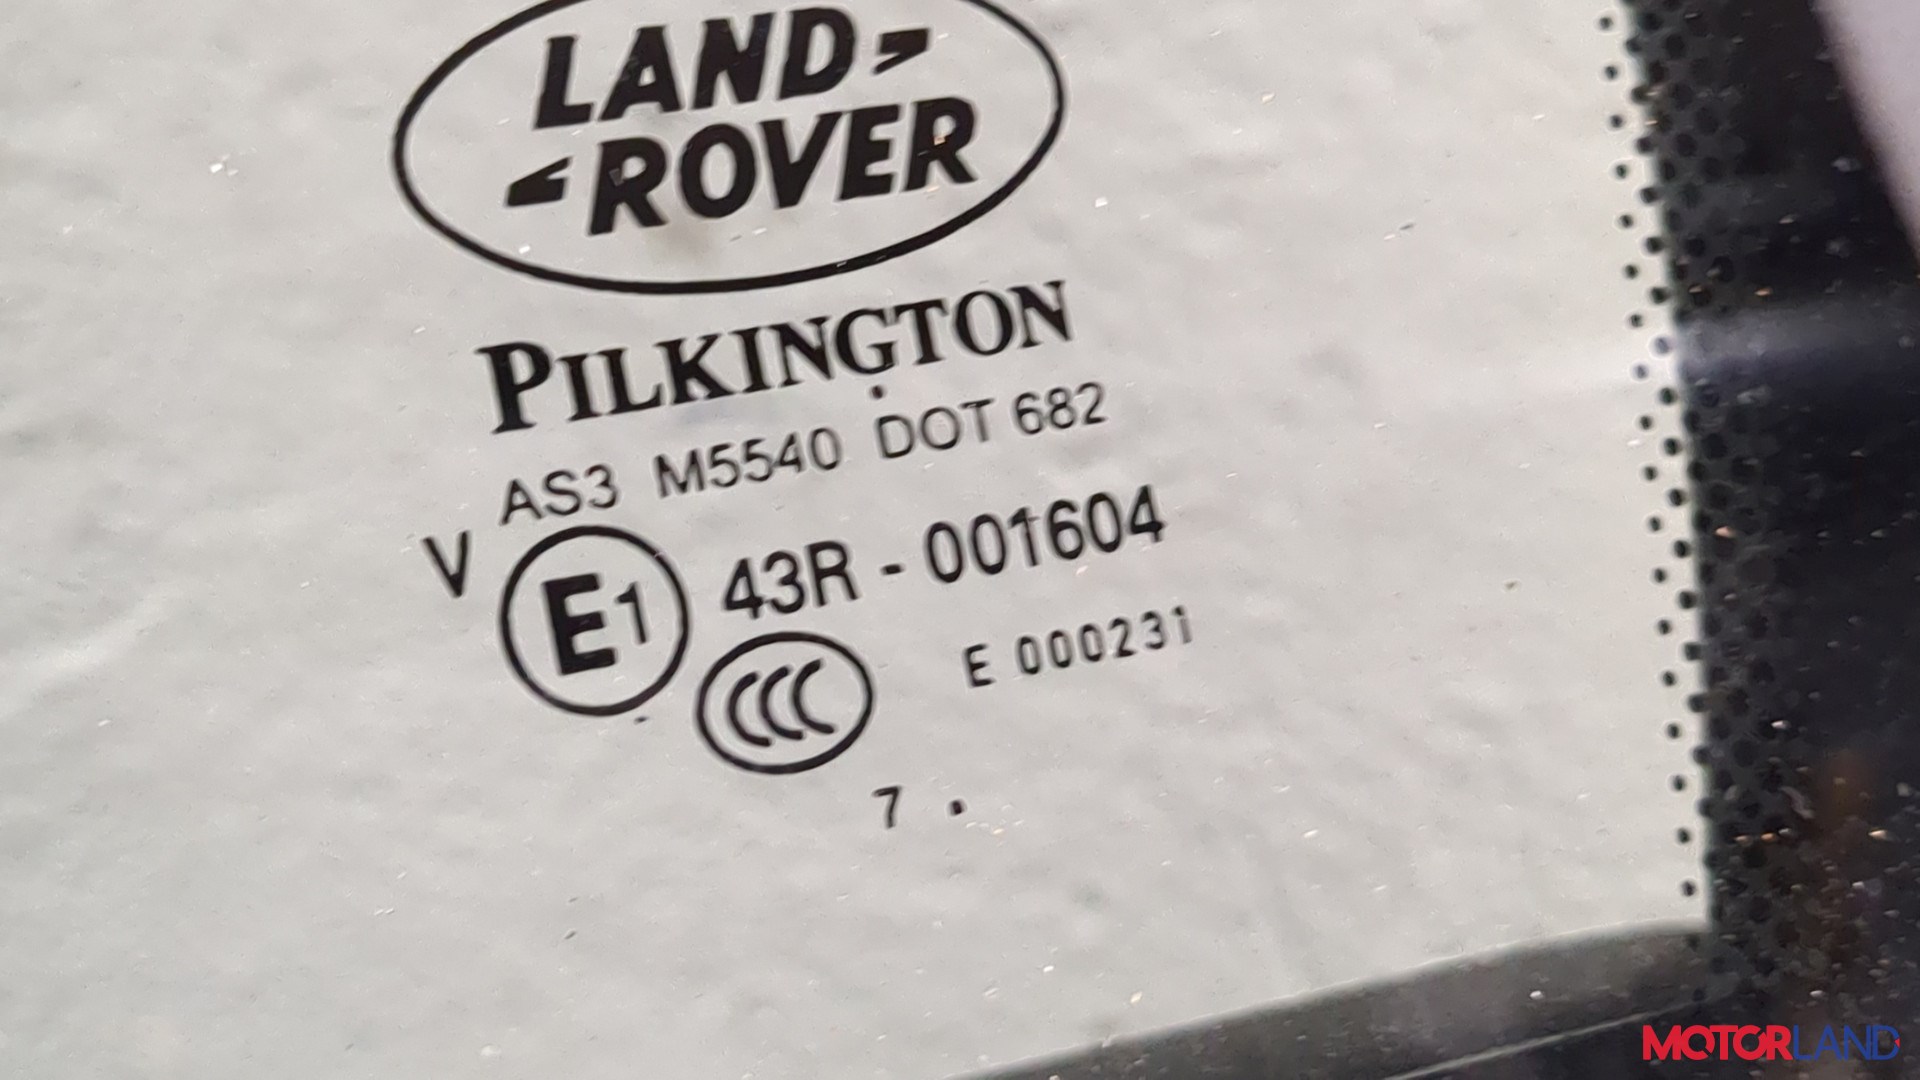 LAND
ROVER
PILKINGTON
AS3 M5540 DOT 682
V E1 43R - 001604
CCC E 000231
7 .
MOTORLAND